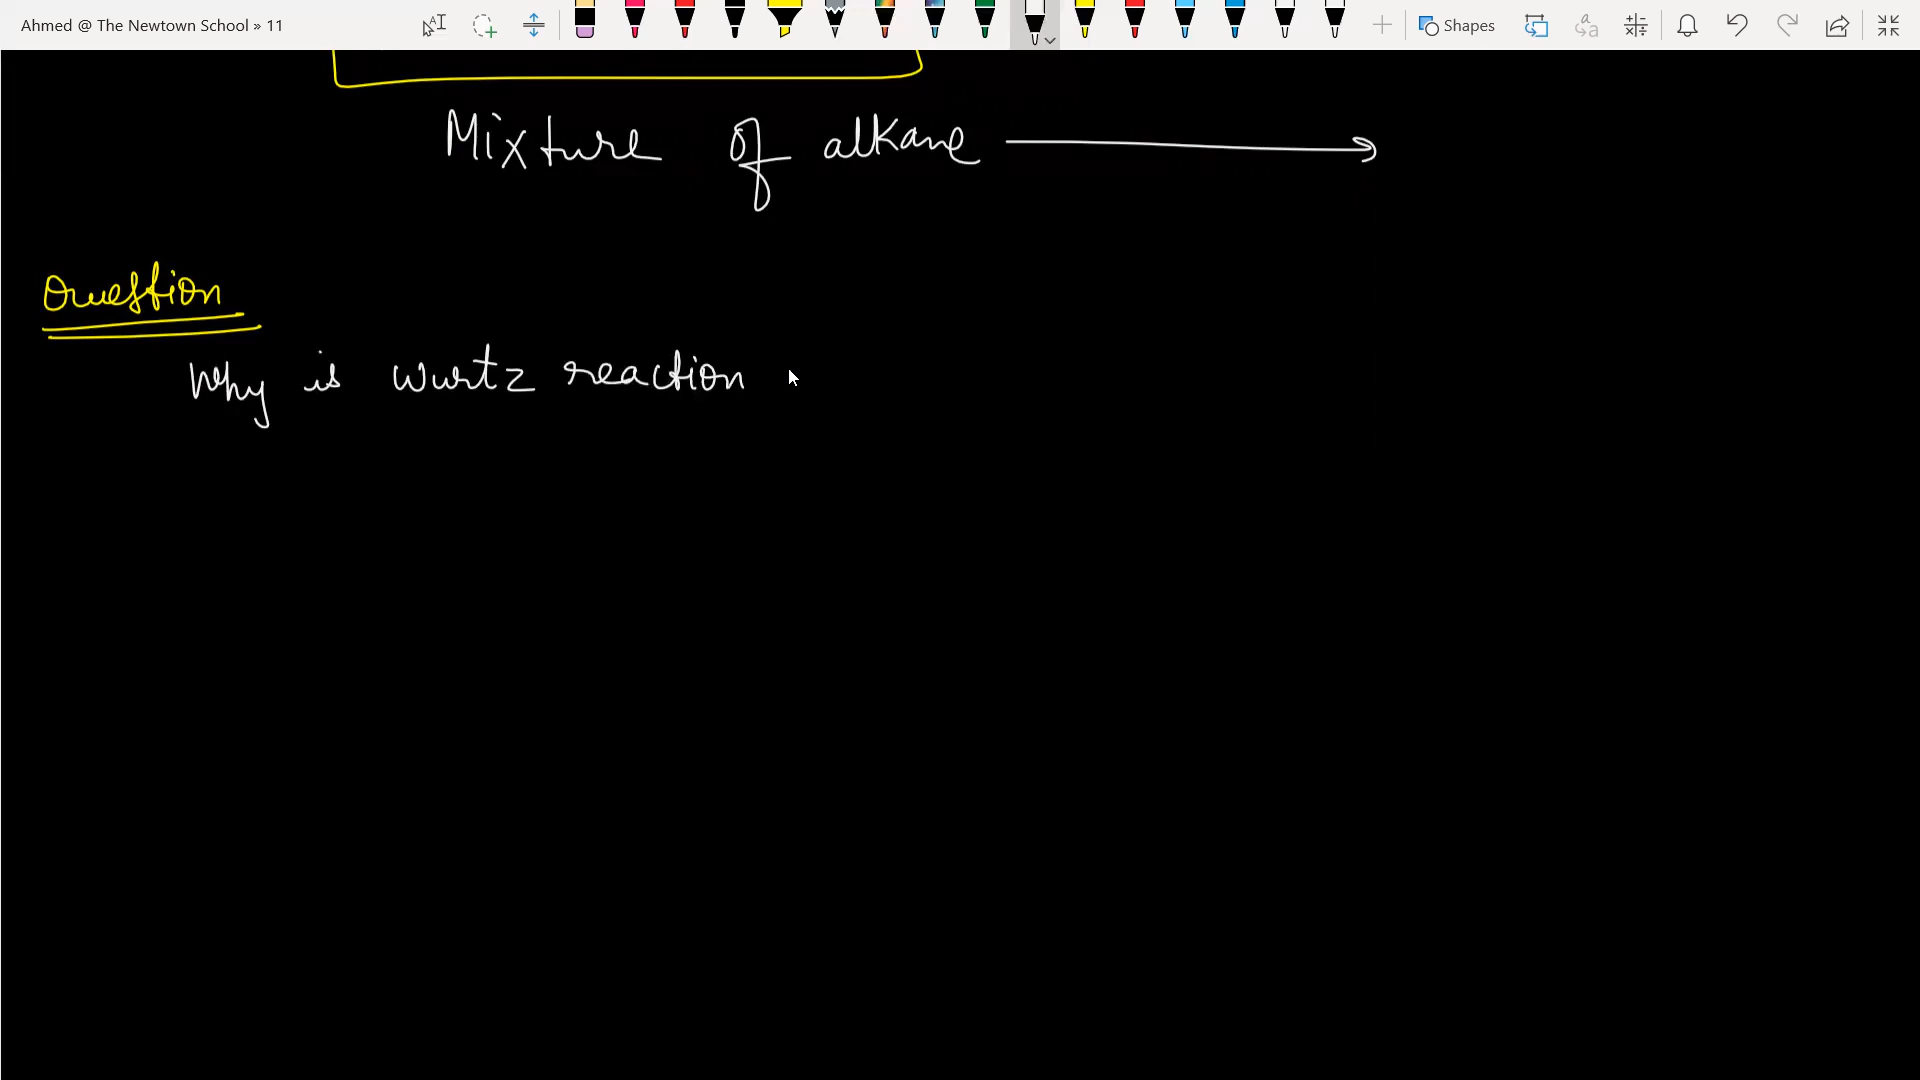 Ahmed @ The Newtown School » 11
Shapes
Mixture of alkane
Question
Why is wurtz reaction